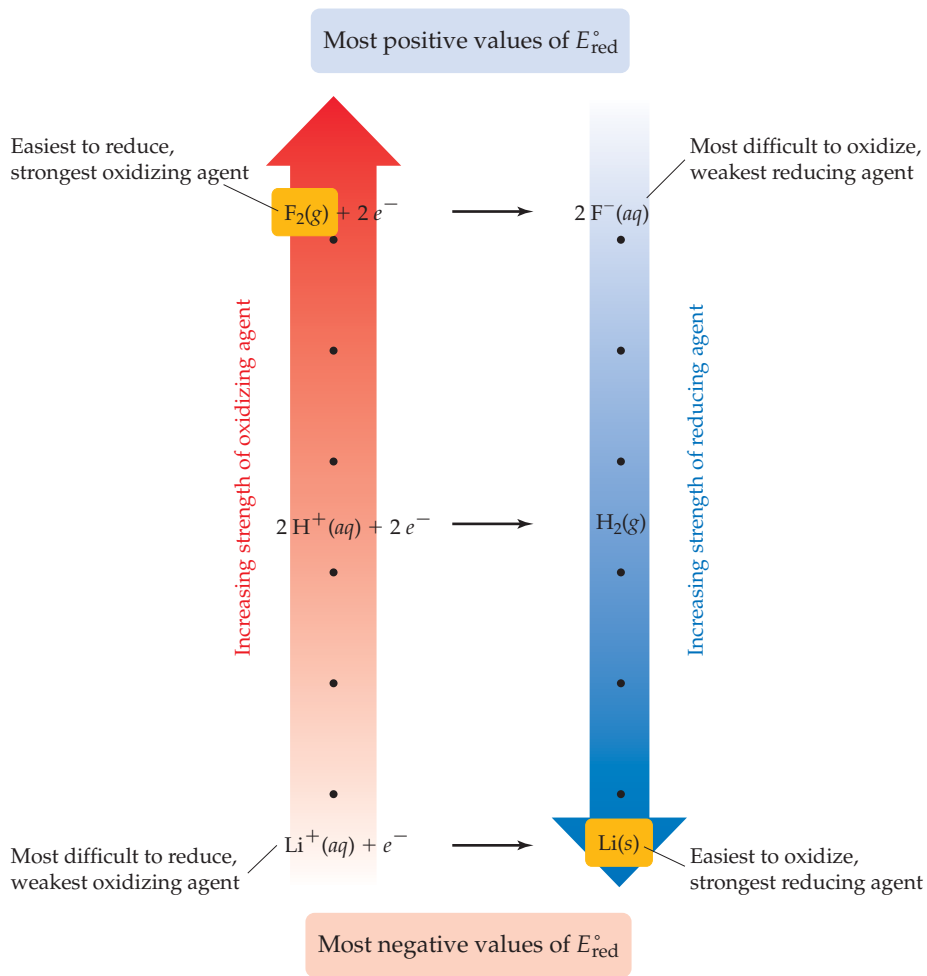 Most positive values of E°red
Easiest to reduce,
strongest oxidizing agent
Most difficult to oxidize,
weakest reducing agent
F₂(g) + 2 e⁻
2 F⁻(aq)
Increasing strength of oxidizing agent
Increasing strength of reducing agent
2 H⁺(aq) + 2 e⁻
H₂(g)
Li⁺(aq) + e⁻
Li(s)
Most difficult to reduce,
weakest oxidizing agent
Easiest to oxidize,
strongest reducing agent
Most negative values of E°red